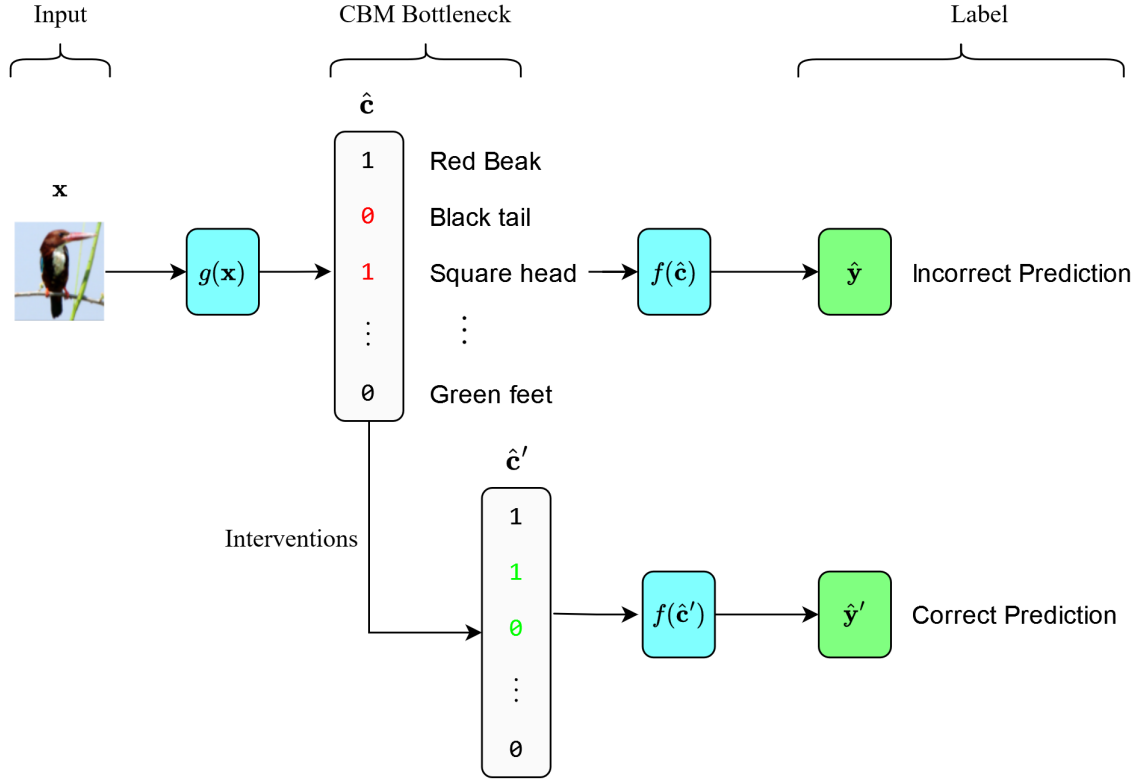 Input
CBM Bottleneck
Label
ĉ
x
1 Red Beak
0 Black tail
1 Square head
⋮ ⋮
0 Green feet
g(x)
f(ĉ)
ŷ
Incorrect Prediction
Interventions
ĉ′
1
1
0
⋮
0
f(ĉ′)
ŷ′
Correct Prediction